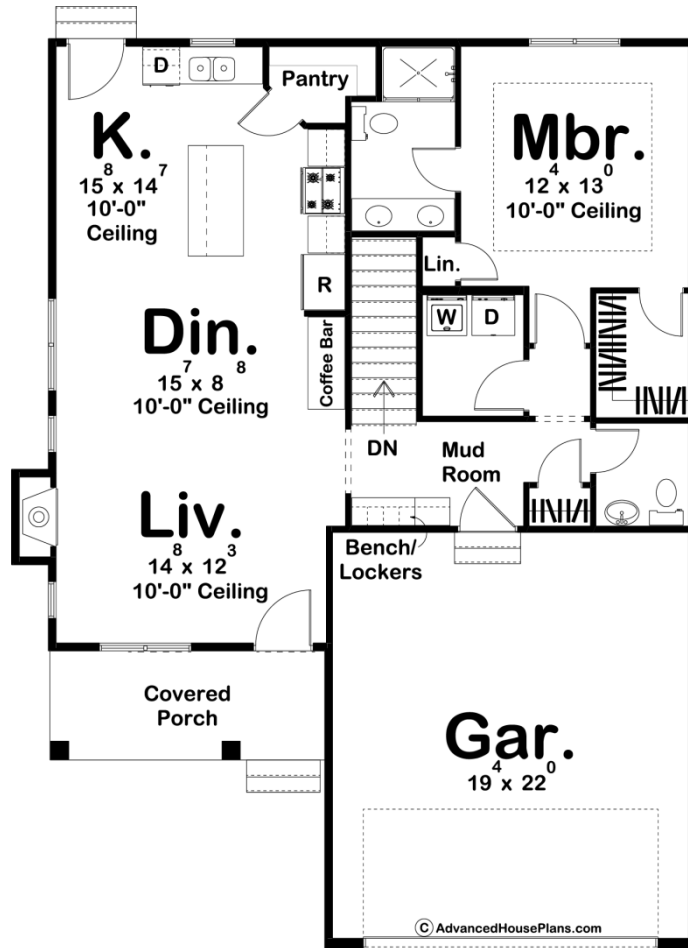 D
Pantry
K.
15⁸ x 14⁷
10'-0"
Ceiling
Mbr.
12⁴ x 13⁰
10'-0" Ceiling
Lin.
R
W
D
Din.
15⁷ x 8⁸
10'-0" Ceiling
Coffee Bar
DN
Mud
Room
Liv.
14⁸ x 12³
10'-0" Ceiling
Bench/
Lockers
Covered
Porch
Gar.
19⁴ x 22⁰
© AdvancedHousePlans.com